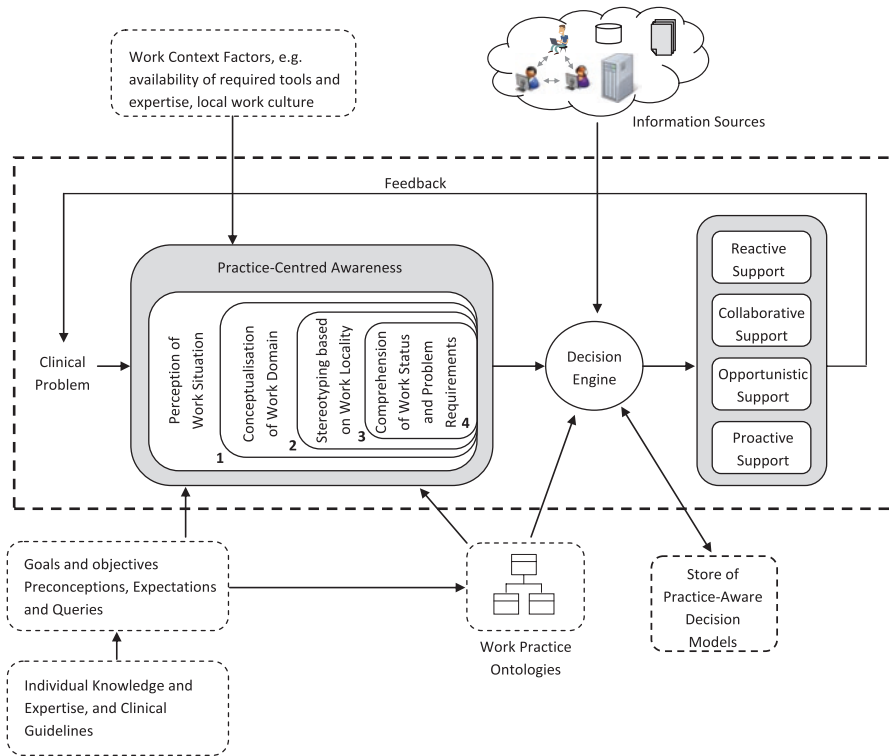 Work Context Factors, e.g.
availability of required tools and
expertise, local work culture
Information Sources
Feedback
Practice-Centred Awareness
Clinical
Problem
Perception of
Work Situation
1
Conceptualisation
of Work Domain
2
Stereotyping based
on Work Locality
3
Comprehension
of Work Status
and Problem
Requirements
4
Decision
Engine
Reactive
Support
Collaborative
Support
Opportunistic
Support
Proactive
Support
Goals and objectives
Preconceptions, Expectations
and Queries
Work Practice
Ontologies
Store of
Practice-Aware
Decision
Models
Individual Knowledge and
Expertise, and Clinical
Guidelines